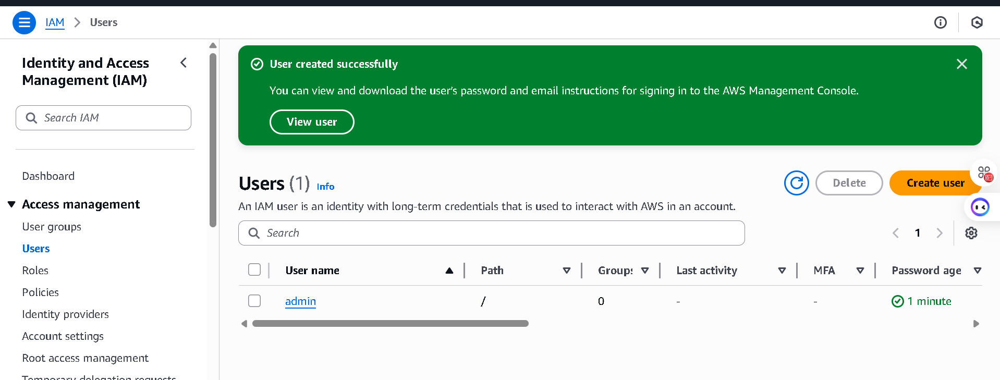 IAM > Users
Identity and Access
Management (IAM)
Search IAM
Dashboard
Access management
User groups
Users
Roles
Policies
Identity providers
Account settings
Root access management
Temporary delegation requests
User created successfully
You can view and download the user's password and email instructions for signing in to the AWS Management Console.
View user
Users (1) Info
Delete
Create user
An IAM user is an identity with long-term credentials that is used to interact with AWS in an account.
Search
1
User name Path Groups Last activity MFA Password age
admin / 0 - - 1 minute